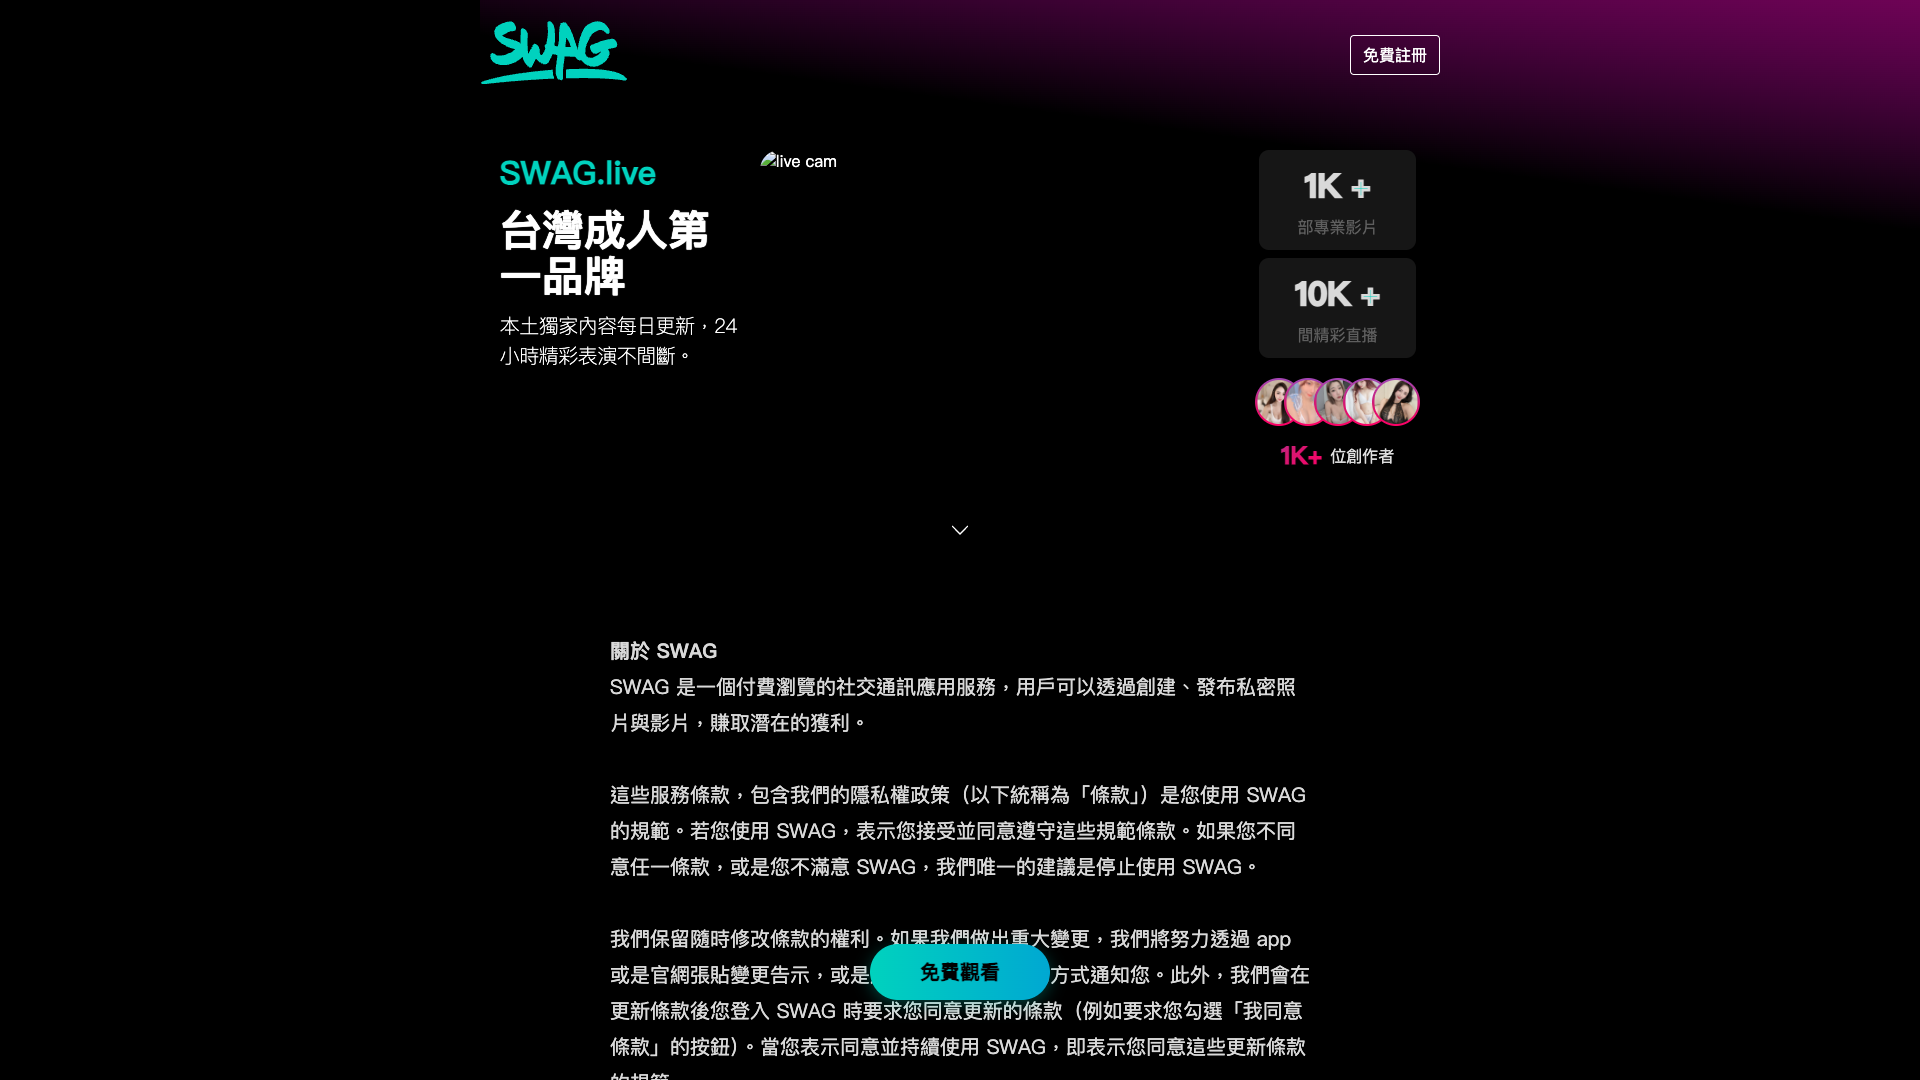 SWAG
免費註冊
SWAG.live
台灣成人第
一品牌
本土獨家內容每日更新，24
小時精彩表演不間斷。
live cam
1K +
部專業影片
10K +
間精彩直播
1K+ 位創作者
關於 SWAG
SWAG 是一個付費瀏覽的社交通訊應用服務，用戶可以透過創建、發布私密照
片與影片，賺取潛在的獲利。
這些服務條款，包含我們的隱私權政策（以下統稱為「條款」）是您使用 SWAG
的規範。若您使用 SWAG，表示您接受並同意遵守這些規範條款。如果您不同
意任一條款，或是您不滿意 SWAG，我們唯一的建議是停止使用 SWAG。
我們保留隨時修改條款的權利。如果我們做出重大變更，我們將努力透過 app
或是官網張貼變更告示，或是
方式通知您。此外，我們會在
免費觀看
更新條款後您登入 SWAG 時要求您同意更新的條款（例如要求您勾選「我同意
條款」的按鈕）。當您表示同意並持續使用 SWAG，即表示您同意這些更新條款